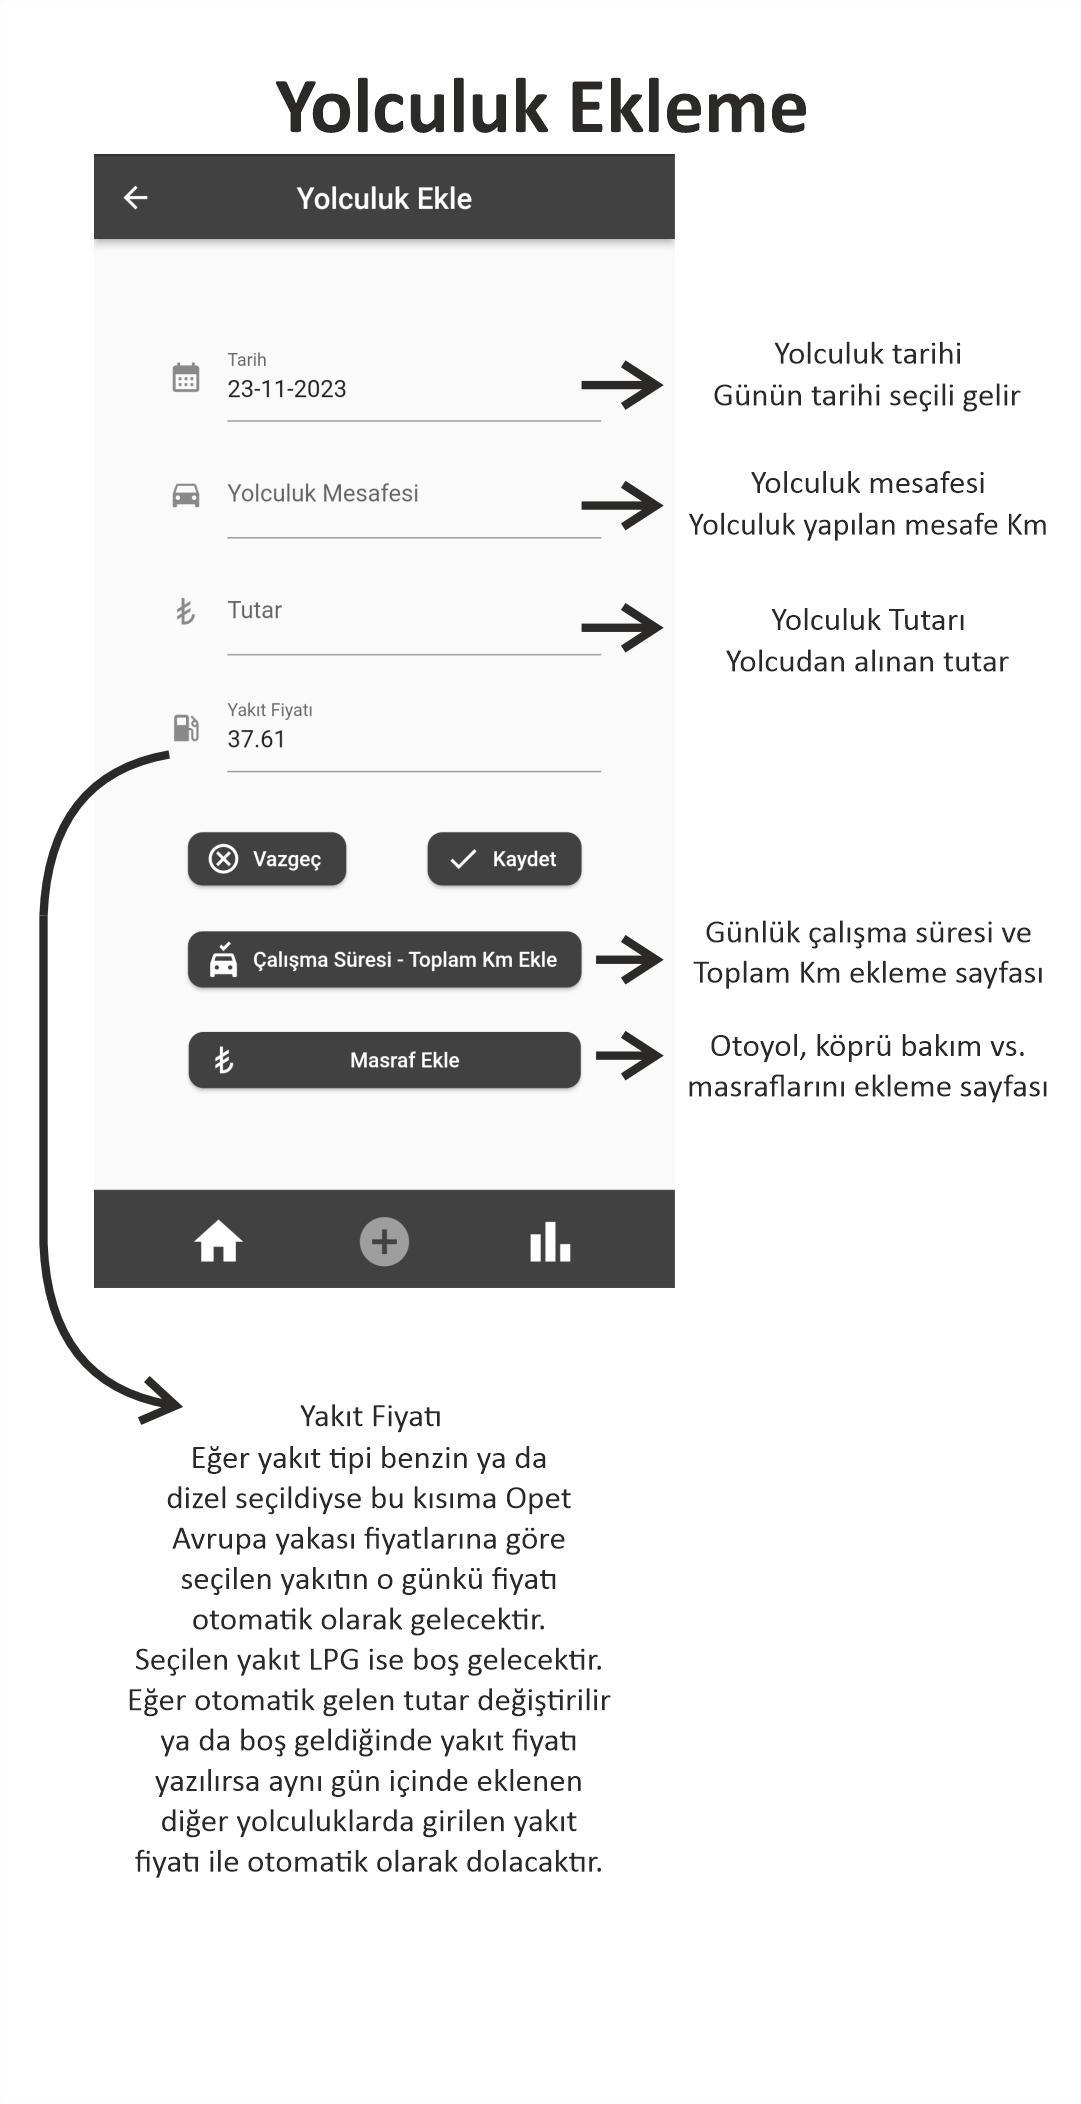 Yolculuk Ekleme
Yolculuk Ekle
Tarih
23-11-2023
Yolculuk tarihi
Günün tarihi seçili gelir
Yolculuk Mesafesi
Yolculuk mesafesi
Yolculuk yapılan mesafe Km
Tutar
Yolculuk Tutarı
Yolcudan alınan tutar
Yakıt Fiyatı
37.61
Vazgeç
Kaydet
Çalışma Süresi - Toplam Km Ekle
Günlük çalışma süresi ve
Toplam Km ekleme sayfası
Masraf Ekle
Otoyol, köprü bakım vs.
masraflarını ekleme sayfası
Yakıt Fiyatı
Eğer yakıt tipi benzin ya da
dizel seçildiyse bu kısıma Opet
Avrupa yakası fiyatlarına göre
seçilen yakıtın o günkü fiyatı
otomatik olarak gelecektir.
Seçilen yakıt LPG ise boş gelecektir.
Eğer otomatik gelen tutar değiştirilir
ya da boş geldiğinde yakıt fiyatı
yazılırsa aynı gün içinde eklenen
diğer yolculuklarda girilen yakıt
fiyatı ile otomatik olarak dolacaktır.